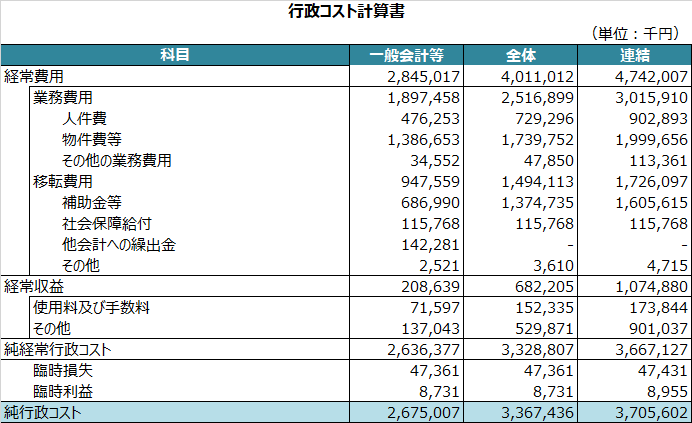 行政コスト計算書
（単位：千円）
科目 一般会計等 全体 連結
経常費用 2,845,017 4,011,012 4,742,007
業務費用 1,897,458 2,516,899 3,015,910
人件費 476,253 729,296 902,893
物件費等 1,386,653 1,739,752 1,999,656
その他の業務費用 34,552 47,850 113,361
移転費用 947,559 1,494,113 1,726,097
補助金等 686,990 1,374,735 1,605,615
社会保障給付 115,768 115,768 115,768
他会計への繰出金 142,281 - -
その他 2,521 3,610 4,715
経常収益 208,639 682,205 1,074,880
使用料及び手数料 71,597 152,335 173,844
その他 137,043 529,871 901,037
純経常行政コスト 2,636,377 3,328,807 3,667,127
臨時損失 47,361 47,361 47,431
臨時利益 8,731 8,731 8,955
純行政コスト 2,675,007 3,367,436 3,705,602